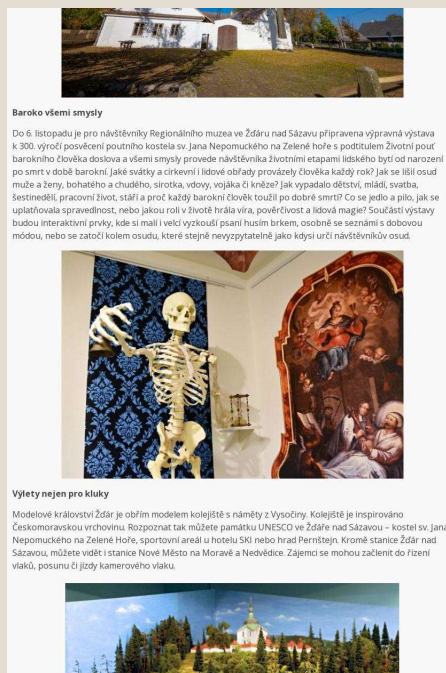 Baroko všemi smysly
Do 6. listopadu je pro návštěvníky Regionálního muzea ve Žďáru nad Sázavu připravena výpravná výstava
k 300. výročí posvěcení poutního kostela sv. Jana Nepomuckého na Zelené hoře s podtitulem Životní pouť
barokního člověka doslova a všemi smysly provede návštěvníka životními etapami lidského bytí od narození
po smrt v době barokní. Jaké svátky a církevní i lidové obřady provázely člověka každý rok? Jak se lišil osud
muže a ženy, bohatého a chudého, sirotka, vdovy, vojáka či kněze? Jak vypadalo dětství, mládí, svatba,
šestinedělí, pracovní život, stáří a proč každý barokní člověk toužil po dobré smrti? Co se jedlo a pilo, jak se
uplatňovala spravedlnost, nebo jakou roli v životě hrála víra, pověrčivost a lidová magie? Součástí výstavy
budou interaktivní prvky, kde si malí i velcí vyzkouší psaní husím brkem, osobně se seznámí s dobovou
módou, nebo se zatočí kolem osudu, které stejně nevyzpytatelně jako kdysi určí návštěvníkův osud.
Výlety nejen pro kluky
Modelové království Žďár je obřím modelem kolejiště s náměty z Vysočiny. Kolejiště je inspirováno
Českomoravskou vrchovinu. Rozpoznat tak můžete památku UNESCO ve Žďáře nad Sázavou – kostel sv. Jana
Nepomuckého na Zelené Hoře, sportovní areál u hotelu SKI nebo hrad Pernštejn. Kromě stanice Žďár nad
Sázavou, můžete vidět i stanice Nové Město na Moravě a Nedvědice. Zájemci se mohou začlenit do řízení
vlaků, posunu či jízdy kamerového vlaku.